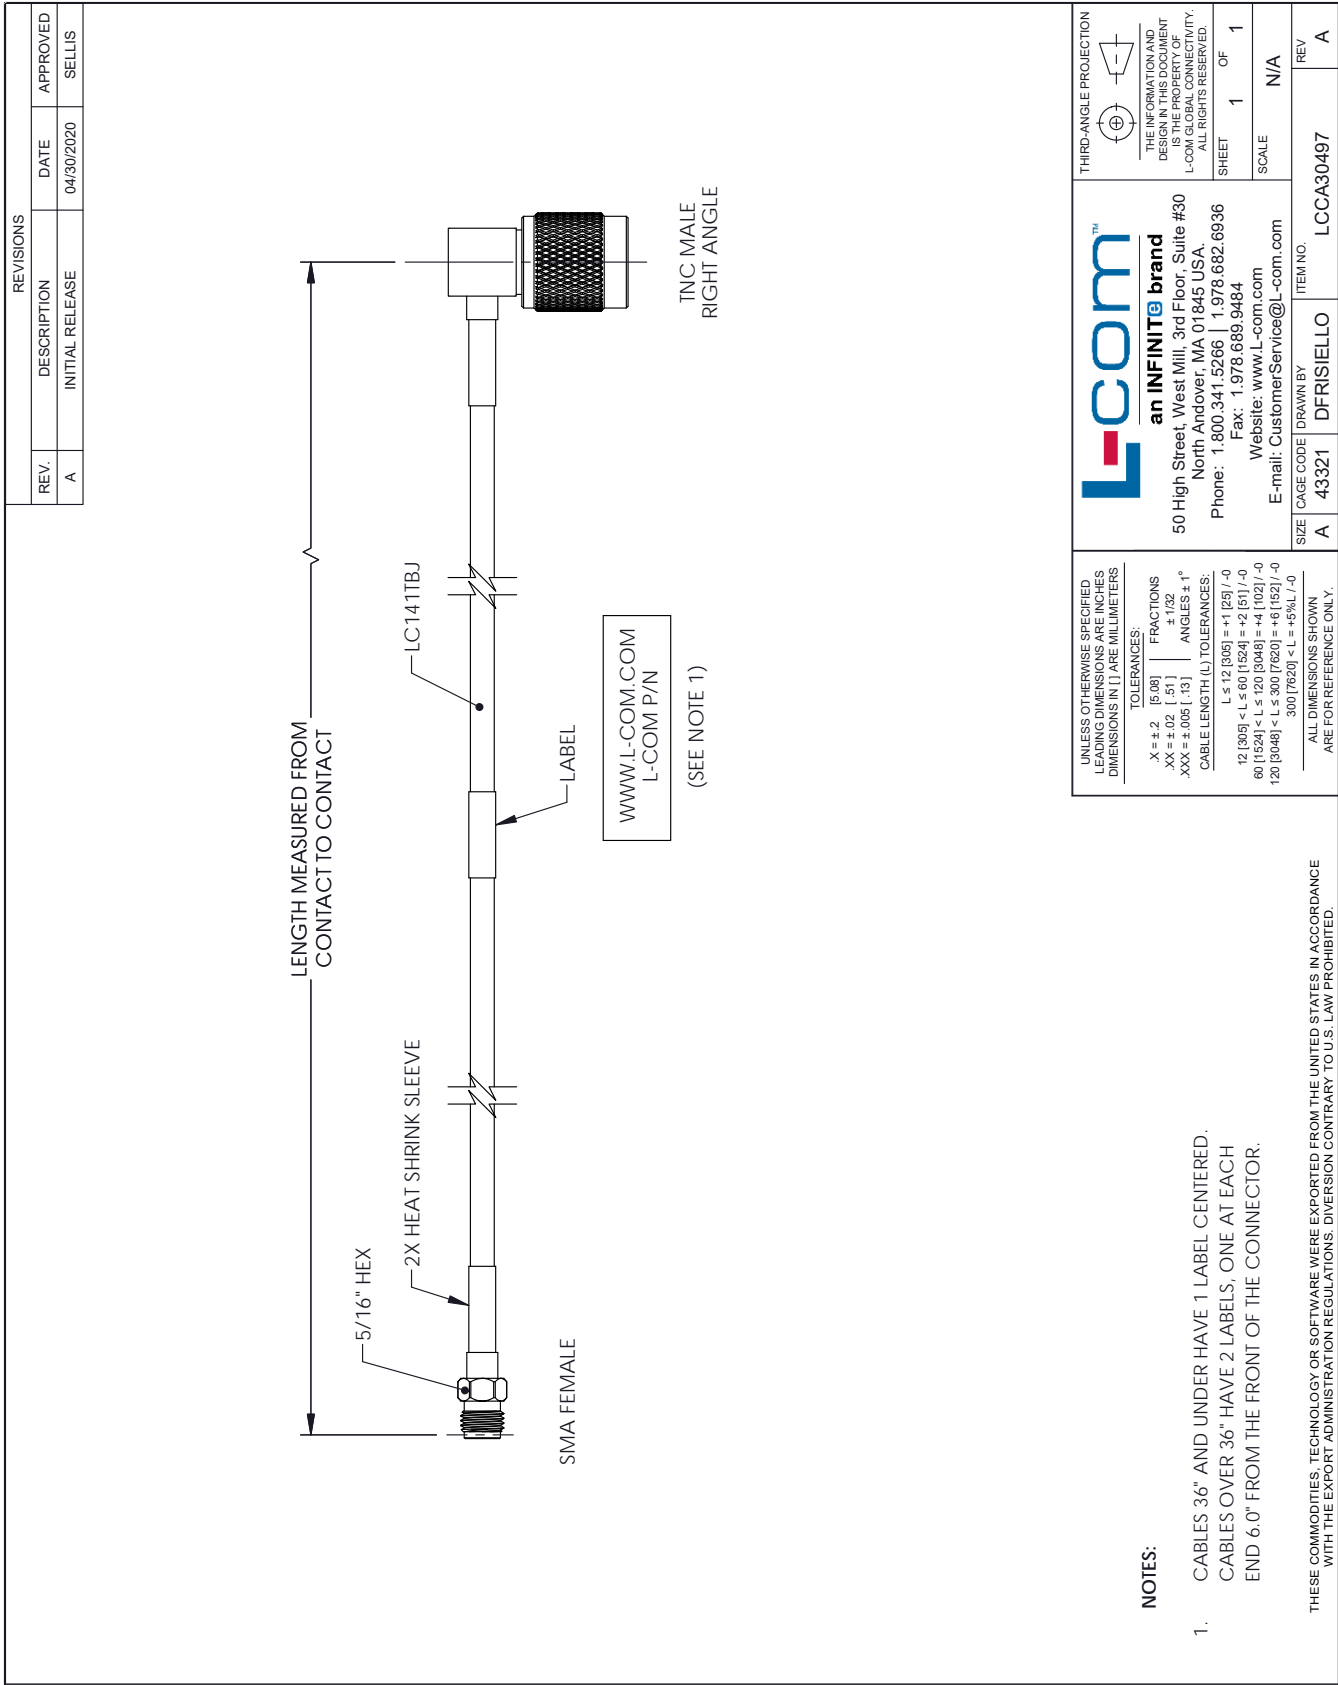 REVISIONS
REV. DESCRIPTION DATE APPROVED
A INITIAL RELEASE 04/30/2020 SELLIS
LENGTH MEASURED FROM
CONTACT TO CONTACT
5/16" HEX
2X HEAT SHRINK SLEEVE
LC141TBJ
LABEL
SMA FEMALE
WWW.L-COM.COM
L-COM P/N
(SEE NOTE 1)
TNC MALE
RIGHT ANGLE
NOTES:
1. CABLES 36" AND UNDER HAVE 1 LABEL CENTERED.
CABLES OVER 36" HAVE 2 LABELS, ONE AT EACH
END 6.0" FROM THE FRONT OF THE CONNECTOR.
THESE COMMODITIES, TECHNOLOGY OR SOFTWARE WERE EXPORTED FROM THE UNITED STATES IN ACCORDANCE
WITH THE EXPORT ADMINISTRATION REGULATIONS. DIVERSION CONTRARY TO U.S. LAW PROHIBITED.
UNLESS OTHERWISE SPECIFIED
LEADING DIMENSIONS ARE INCHES
DIMENSIONS IN [ ] ARE MILLIMETERS
TOLERANCES:
.X = ± .2 [5.08] FRACTIONS
.XX = ± .02 [ .51 ] ± 1/32
.XXX = ± .005 [ .13 ] ANGLES ± 1°
CABLE LENGTH (L) TOLERANCES:
L ≤ 12 [305] = +1 [25] / -0
12 [305] < L ≤ 60 [1524] = +2 [51] / -0
60 [1524] < L ≤ 120 [3048] = +4 [102] / -0
120 [3048] < L ≤ 300 [7620] = +6 [152] / -0
300 [7620] < L = +5%L / -0
ALL DIMENSIONS SHOWN
ARE FOR REFERENCE ONLY.
L-com™
an INFINITe brand
50 High Street, West Mill, 3rd Floor, Suite #30
North Andover, MA 01845 USA.
Phone: 1.800.341.5266 | 1.978.682.6936
Fax: 1.978.689.9484
Website: www.L-com.com
E-mail: CustomerService@L-com.com
THIRD-ANGLE PROJECTION
THE INFORMATION AND
DESIGN IN THIS DOCUMENT
IS THE PROPERTY OF
L-COM GLOBAL CONNECTIVITY.
ALL RIGHTS RESERVED.
SHEET 1 OF 1
SCALE N/A
SIZE CAGE CODE DRAWN BY ITEM NO. REV
A 43321 DFRISIELLO LCCA30497 A